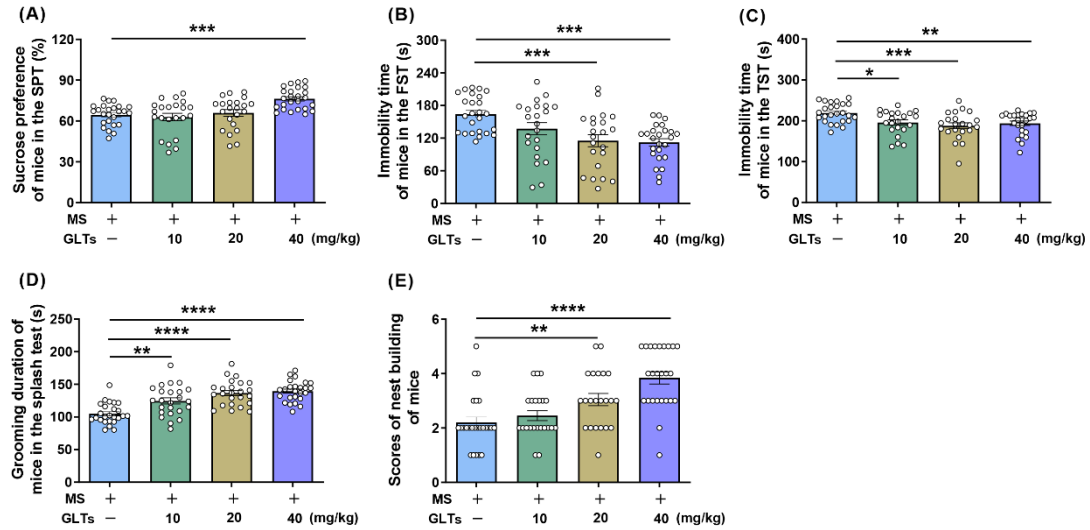 (A)
Sucrose preference
of mice in the SPT (%)
120
90
60
30
0
***
MS + + + +
GLTs – 10 20 40 (mg/kg)
(B)
Immobility time
of mice in the FST (s)
300
240
180
120
60
0
***
***
MS + + + +
GLTs – 10 20 40 (mg/kg)
(C)
Immobility time
of mice in the TST (s)
400
300
200
100
0
**
***
*
MS + + + +
GLTs – 10 20 40 (mg/kg)
(D)
Grooming duration of
mice in the splash test (s)
250
200
150
100
50
0
****
****
**
MS + + + +
GLTs – 10 20 40 (mg/kg)
(E)
Scores of nest building
of mice
6
4
2
0
****
**
MS + + + +
GLTs – 10 20 40 (mg/kg)